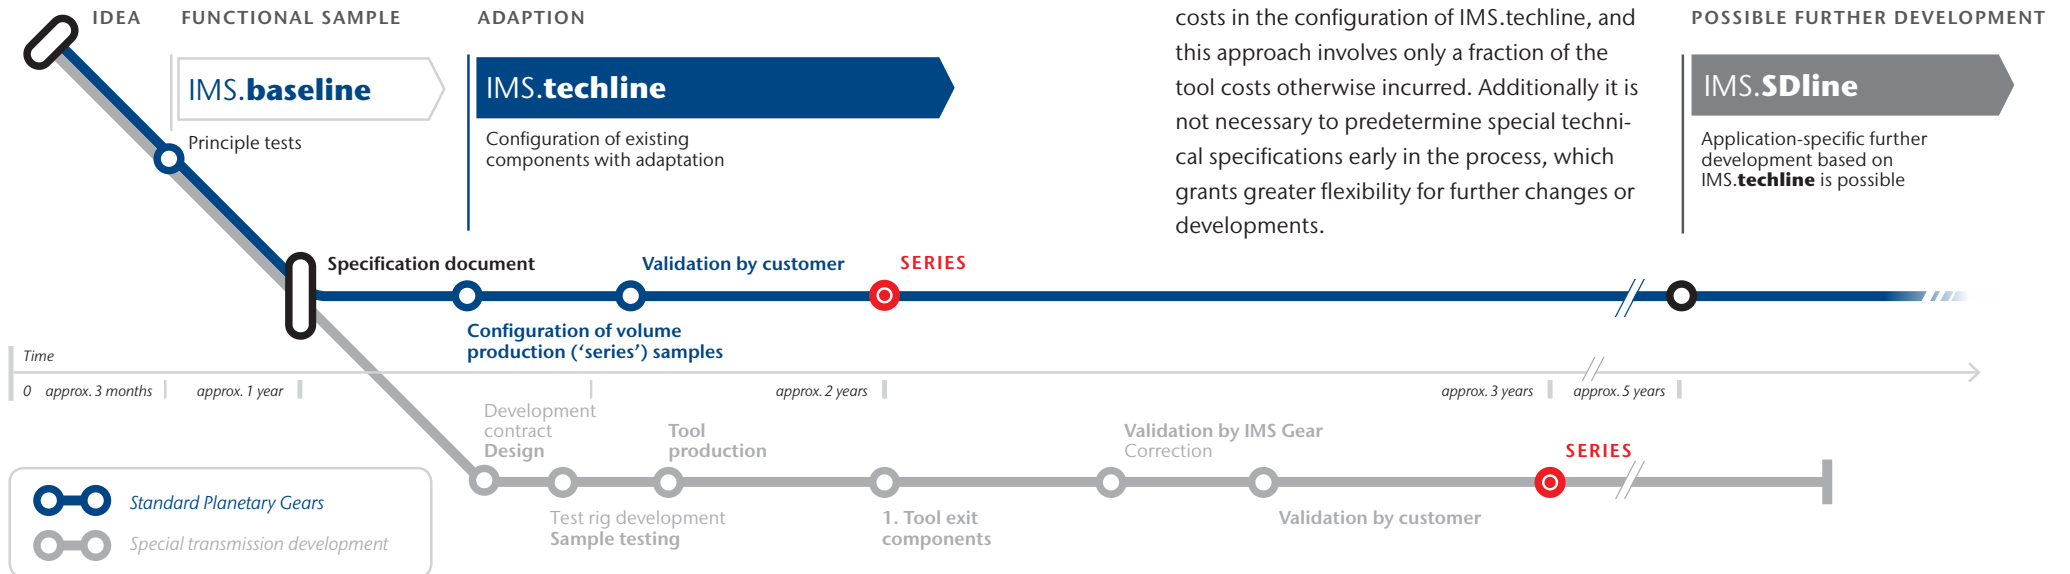 IDEA
FUNCTIONAL SAMPLE
ADAPTION
POSSIBLE FURTHER DEVELOPMENT
IMS.baseline
Principle tests
IMS.techline
Configuration of existing
components with adaptation
costs in the configuration of IMS.techline, and
this approach involves only a fraction of the
tool costs otherwise incurred. Additionally it is
not necessary to predetermine special techni-
cal specifications early in the process, which
grants greater flexibility for further changes or
developments.
IMS.SDline
Application-specific further
development based on
IMS.techline is possible
Specification document
Validation by customer
SERIES
Configuration of volume
production (‘series’) samples
Time
0
approx. 3 months
approx. 1 year
approx. 2 years
approx. 3 years
approx. 5 years
Development
contract
Design
Tool
production
Validation by IMS Gear
Correction
SERIES
Test rig development
Sample testing
1. Tool exit
components
Validation by customer
Standard Planetary Gears
Special transmission development